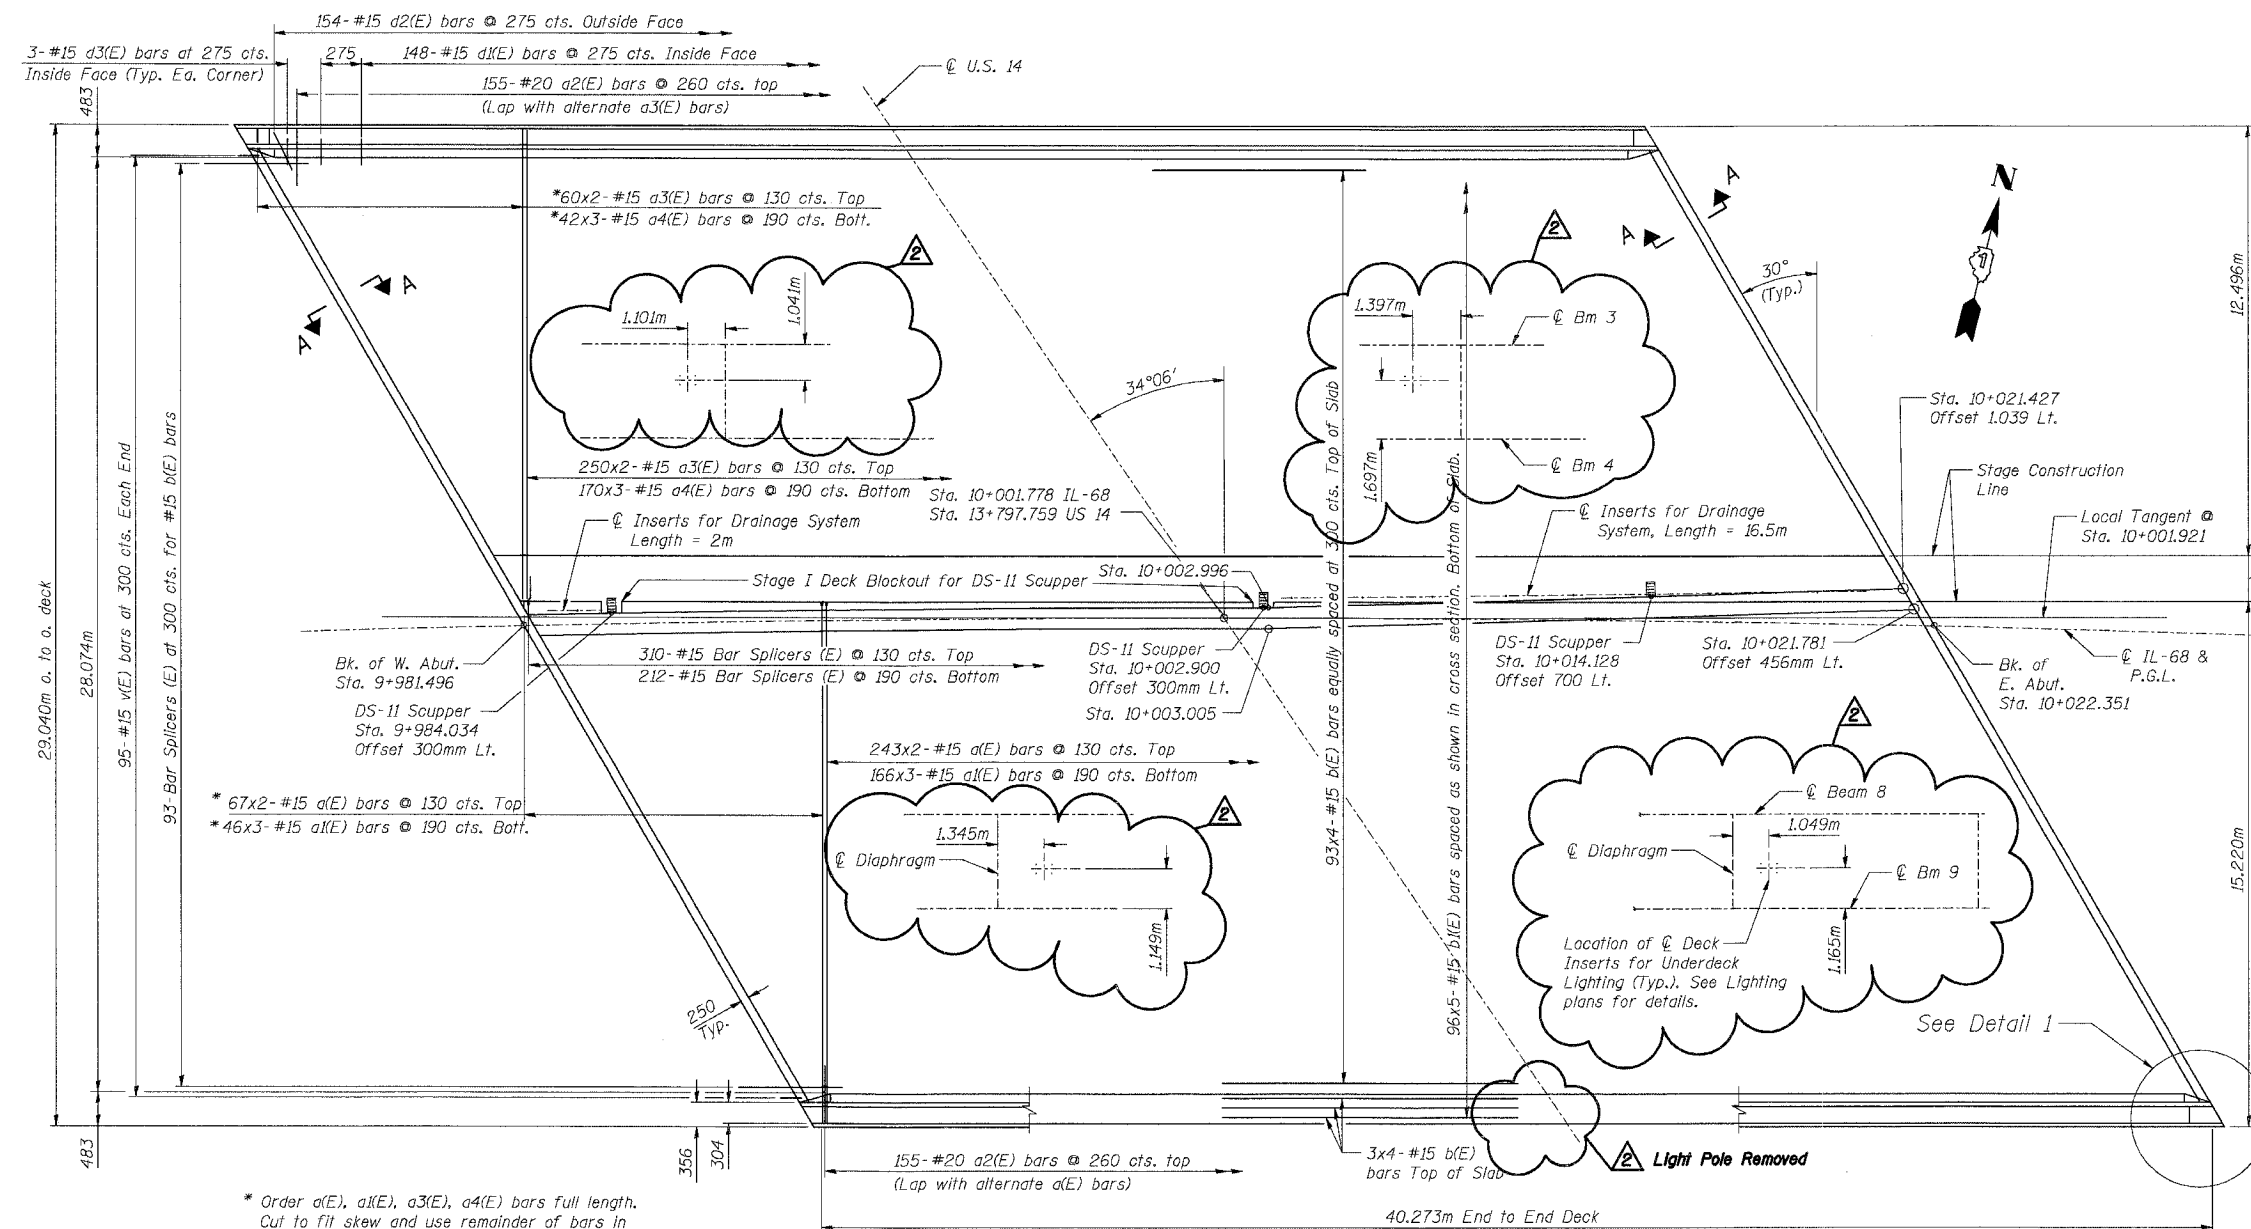 154-#15 d2(E) bars @ 275 cts. Outside Face
3-#15 d3(E) bars at 275 cts.
Inside Face (Typ. Ea. Corner)
275
148-#15 d1(E) bars @ 275 cts. Inside Face
155-#20 a2(E) bars @ 260 cts. top
(Lap with alternate a3(E) bars)
℄ U.S. 14
483
*60x2-#15 a3(E) bars @ 130 cts. Top
*42x3-#15 a4(E) bars @ 190 cts. Bott.
A
A
A
A
N
1
30°
(Typ.)
12.496m
2
1.101m
1.041m
2
1.397m
℄ Bm 3
℄ Bm 4
1.697m
34°06'
Sta. 10+021.427
Offset 1.039 Lt.
Stage Construction
Line
Local Tangent @
Sta. 10+001.921
250x2-#15 a3(E) bars @ 130 cts. Top
170x3-#15 a4(E) bars @ 190 cts. Bottom
Sta. 10+001.778 IL-68
Sta. 13+797.759 US 14
℄ Inserts for Drainage System
Length = 2m
℄ Inserts for Drainage
System, Length = 16.5m
Stage I Deck Blockout for DS-11 Scupper
Sta. 10+002.996
29.040m o. to o. deck
28.074m
95-#15 v(E) bars at 300 cts. Each End
93-Bar Splicers (E) at 300 cts. for #15 b(E) bars
93x4-#15 b(E) bars equally spaced at 300 cts. Top of Slab
96x5-#15 b1(E) bars spaced as shown in cross section. Bottom of Slab.
Bk. of W. Abut.
Sta. 9+981.496
DS-11 Scupper
Sta. 9+984.034
Offset 300mm Lt.
310-#15 Bar Splicers (E) @ 130 cts. Top
212-#15 Bar Splicers (E) @ 190 cts. Bottom
DS-11 Scupper
Sta. 10+002.900
Offset 300mm Lt.
Sta. 10+003.005
DS-11 Scupper
Sta. 10+014.128
Offset 700 Lt.
Sta. 10+021.781
Offset 456mm Lt.
Bk. of
E. Abut.
Sta. 10+022.351
℄ IL-68 &
P.G.L.
243x2-#15 a(E) bars @ 130 cts. Top
166x3-#15 a1(E) bars @ 190 cts. Bottom
* 67x2-#15 a(E) bars @ 130 cts. Top
* 46x3-#15 a1(E) bars @ 190 cts. Bott.
2
1.345m
℄ Diaphragm
1.149m
2
℄ Beam 8
1.049m
℄ Diaphragm
℄ Bm 9
1.165m
Location of ℄ Deck
Inserts for Underdeck
Lighting (Typ.). See Lighting
plans for details.
15.220m
250
Typ.
See Detail 1
483
356
304
155-#20 a2(E) bars @ 260 cts. top
(Lap with alternate a(E) bars)
3x4-#15 b(E)
bars Top of Slab
2
Light Pole Removed
40.273m End to End Deck
* Order a(E), a1(E), a3(E), a4(E) bars full length.
Cut to fit skew and use remainder of bars in